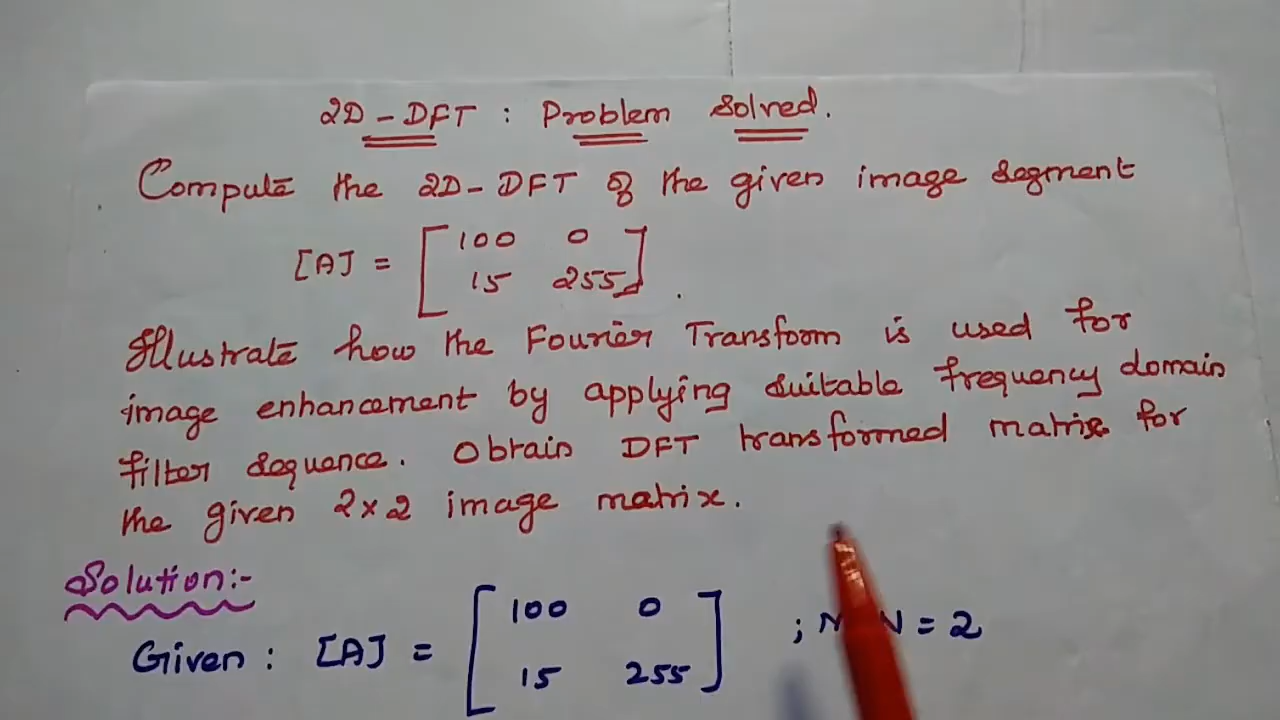 2D-DFT : Problem Solved.
Compute the 2D-DFT of the given image segment
[A] = [100 0
15 255].
Illustrate how the Fourier Transform is used for
image enhancement by applying suitable frequency domain
filter sequence. Obtain DFT transformed matrix for
the given 2x2 image matrix.
Solution:-
Given : [A] = [100 0
15 255] ; N = 2